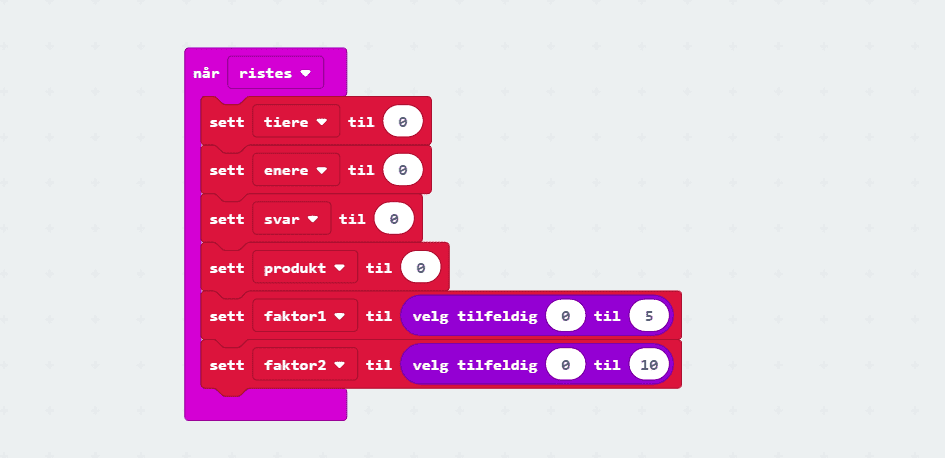 når ristes
sett tiere til 0
sett enere til 0
sett svar til 0
sett produkt til 0
sett faktor1 til velg tilfeldig 0 til 5
sett faktor2 til velg tilfeldig 0 til 10